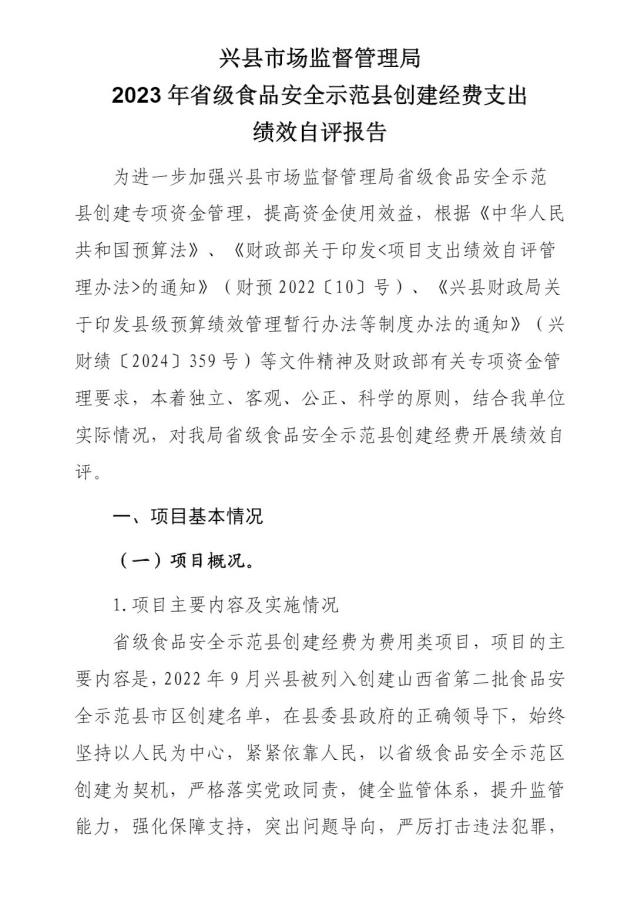 兴县市场监督管理局
2023 年省级食品安全示范县创建经费支出
绩效自评报告
为进一步加强兴县市场监督管理局省级食品安全示范
县创建专项资金管理，提高资金使用效益，根据《中华人民
共和国预算法》、《财政部关于印发<项目支出绩效自评管
理办法>的通知》（财预 2022〔10〕号）、《兴县财政局关
于印发县级预算绩效管理暂行办法等制度办法的通知》（兴
财绩〔2024〕359 号）等文件精神及财政部有关专项资金管
理要求，本着独立、客观、公正、科学的原则，结合我单位
实际情况，对我局省级食品安全示范县创建经费开展绩效自
评。
一、项目基本情况
（一）项目概况。
1.项目主要内容及实施情况
省级食品安全示范县创建经费为费用类项目，项目的主
要内容是，2022 年 9 月兴县被列入创建山西省第二批食品安
全示范县市区创建名单，在县委县政府的正确领导下，始终
坚持以人民为中心，紧紧依靠人民，以省级食品安全示范区
创建为契机，严格落实党政同责，健全监管体系，提升监管
能力，强化保障支持，突出问题导向，严厉打击违法犯罪，